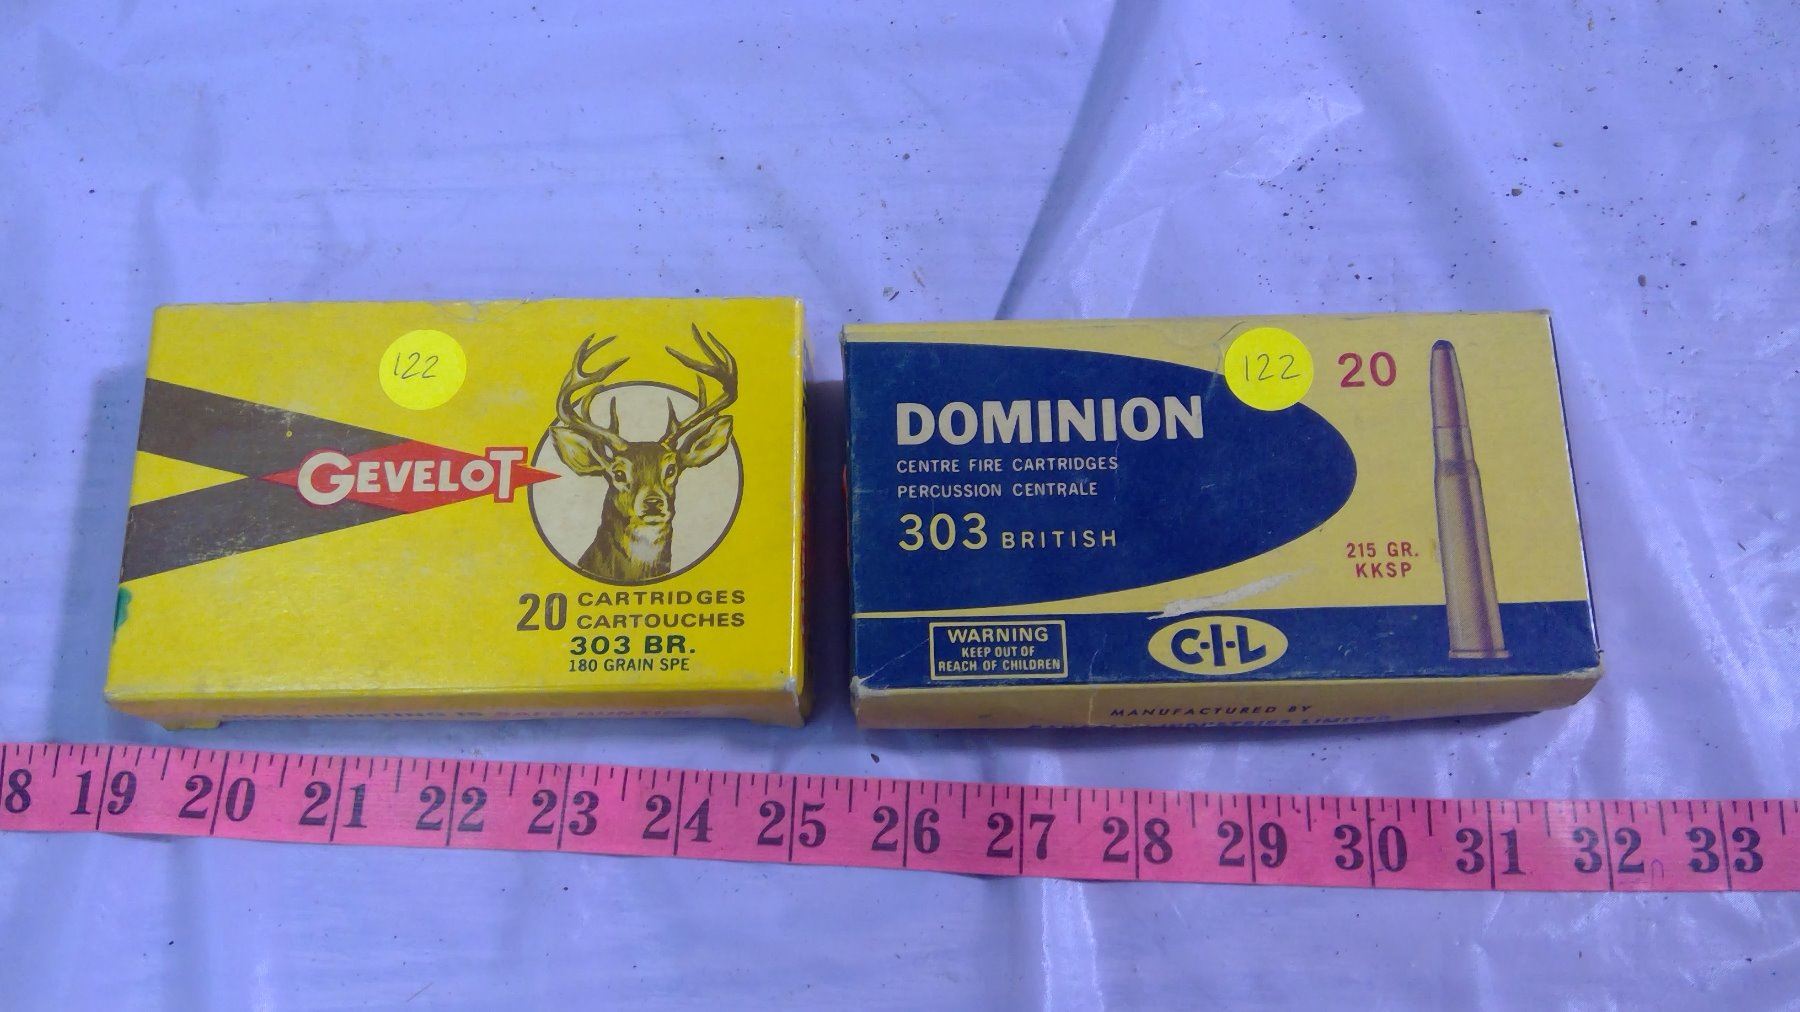 122
GEVELOT
20 CARTRIDGES
CARTOUCHES
303 BR.
180 GRAIN SPE
122
20
DOMINION
CENTRE FIRE CARTRIDGES
PERCUSSION CENTRALE
303 BRITISH
215 GR.
KKSP
WARNING
KEEP OUT OF
REACH OF CHILDREN
C-I-L
MANUFACTURED BY
INDUSTRIES LIMITED
8 19 20 21 22 23 24 25 26 27 28 29 30 31 32 33